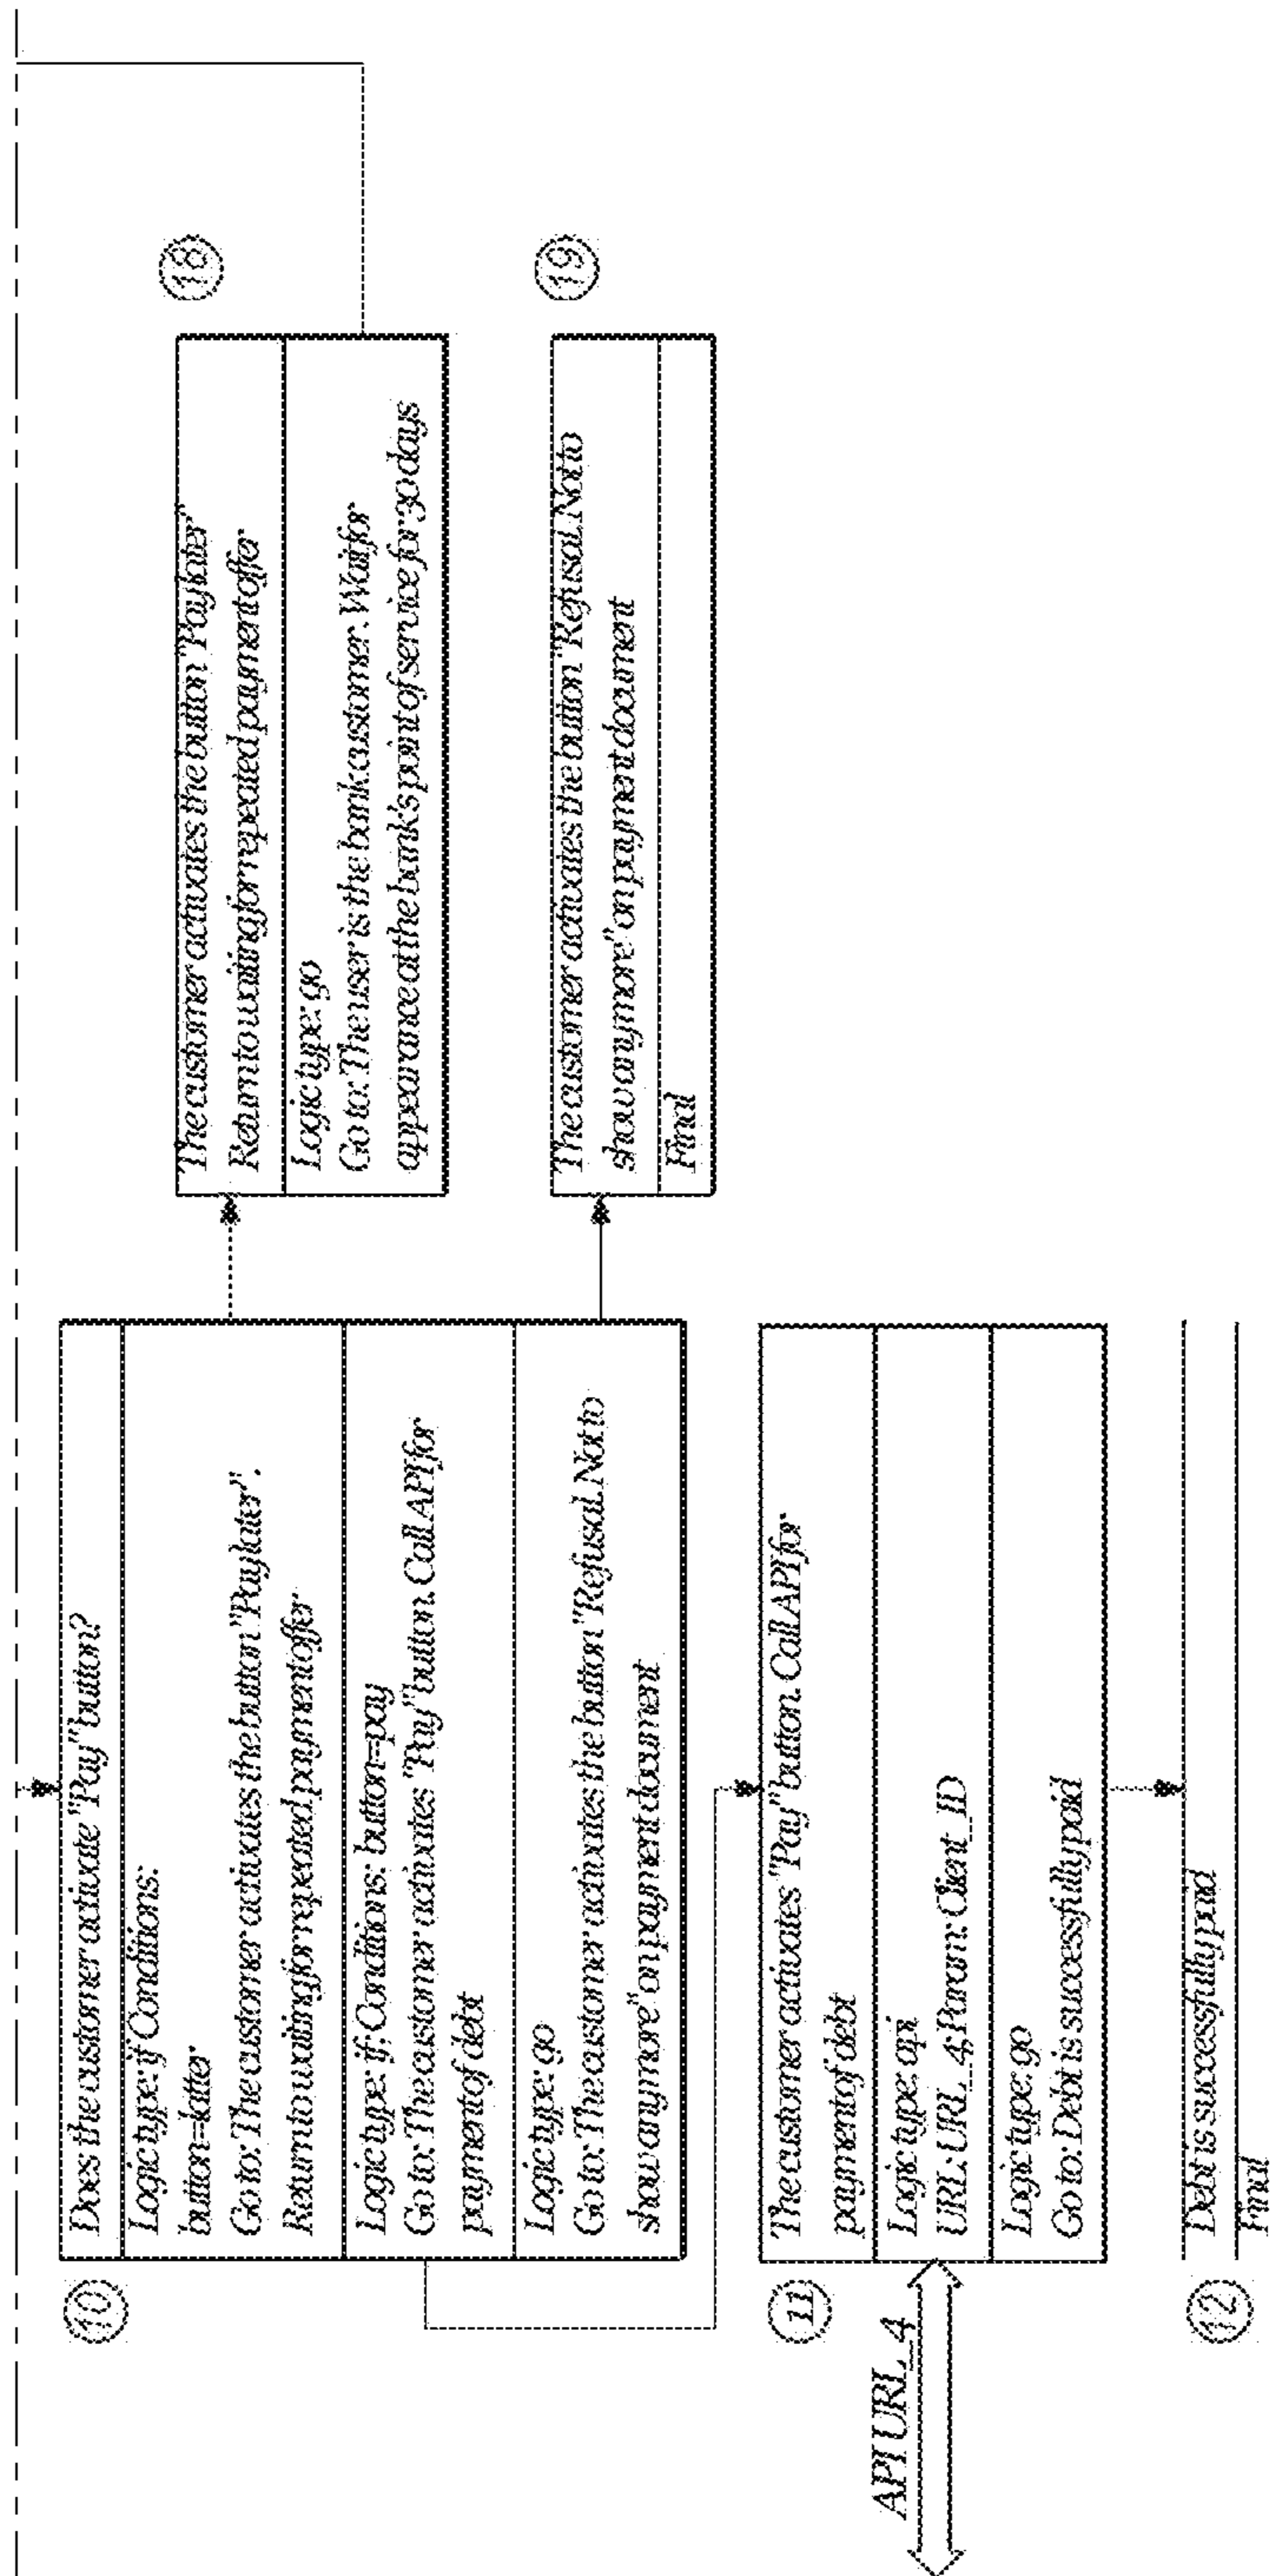 10
Does the customer activate "Pay" button?
Logic type: if Conditions:
button=latter
Go to: The customer activates the button "Pay later".
Return to waiting for repeated payment offer
Logic type: if; Conditions: button=pay
Go to: The customer activates "Pay" button. Call API for
payment of debt
Logic type: go
Go to: The customer activates the button "Refusal. Not to
show anymore" on payment document
18
The customer activates the button "Pay later"
Return to waiting for repeated payment offer
Logic type: go
Go to: The user is the bank customer. Wait for
appearance at the bank's point of service for 30 days
19
The customer activates the button "Refusal. Not to
show anymore" on payment document
Final
API URL_4
11
The customer activates "Pay" button. Call API for
payment of debt
Logic type: api
URL: URL_4; Param: Client_ID
Logic type: go
Go to: Debt is successfully paid
12
Debt is successfully paid
Final